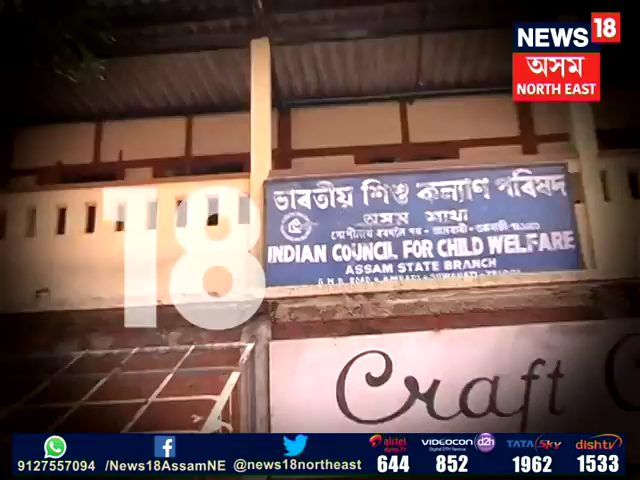 NEWS 18
অসম
NORTH EAST
18
ভাৰতীয় শিশু কল্যাণ পৰিষদ
অসম শাখা
INDIAN COUNCIL FOR CHILD WELFARE
ASSAM STATE BRANCH
G.N.B. ROAD
Craft
9127557094 /News18AssamNE @news18northeast
airtel 644
VIDEOCON d2h 852
TATA SKY 1962
dishtv 1533